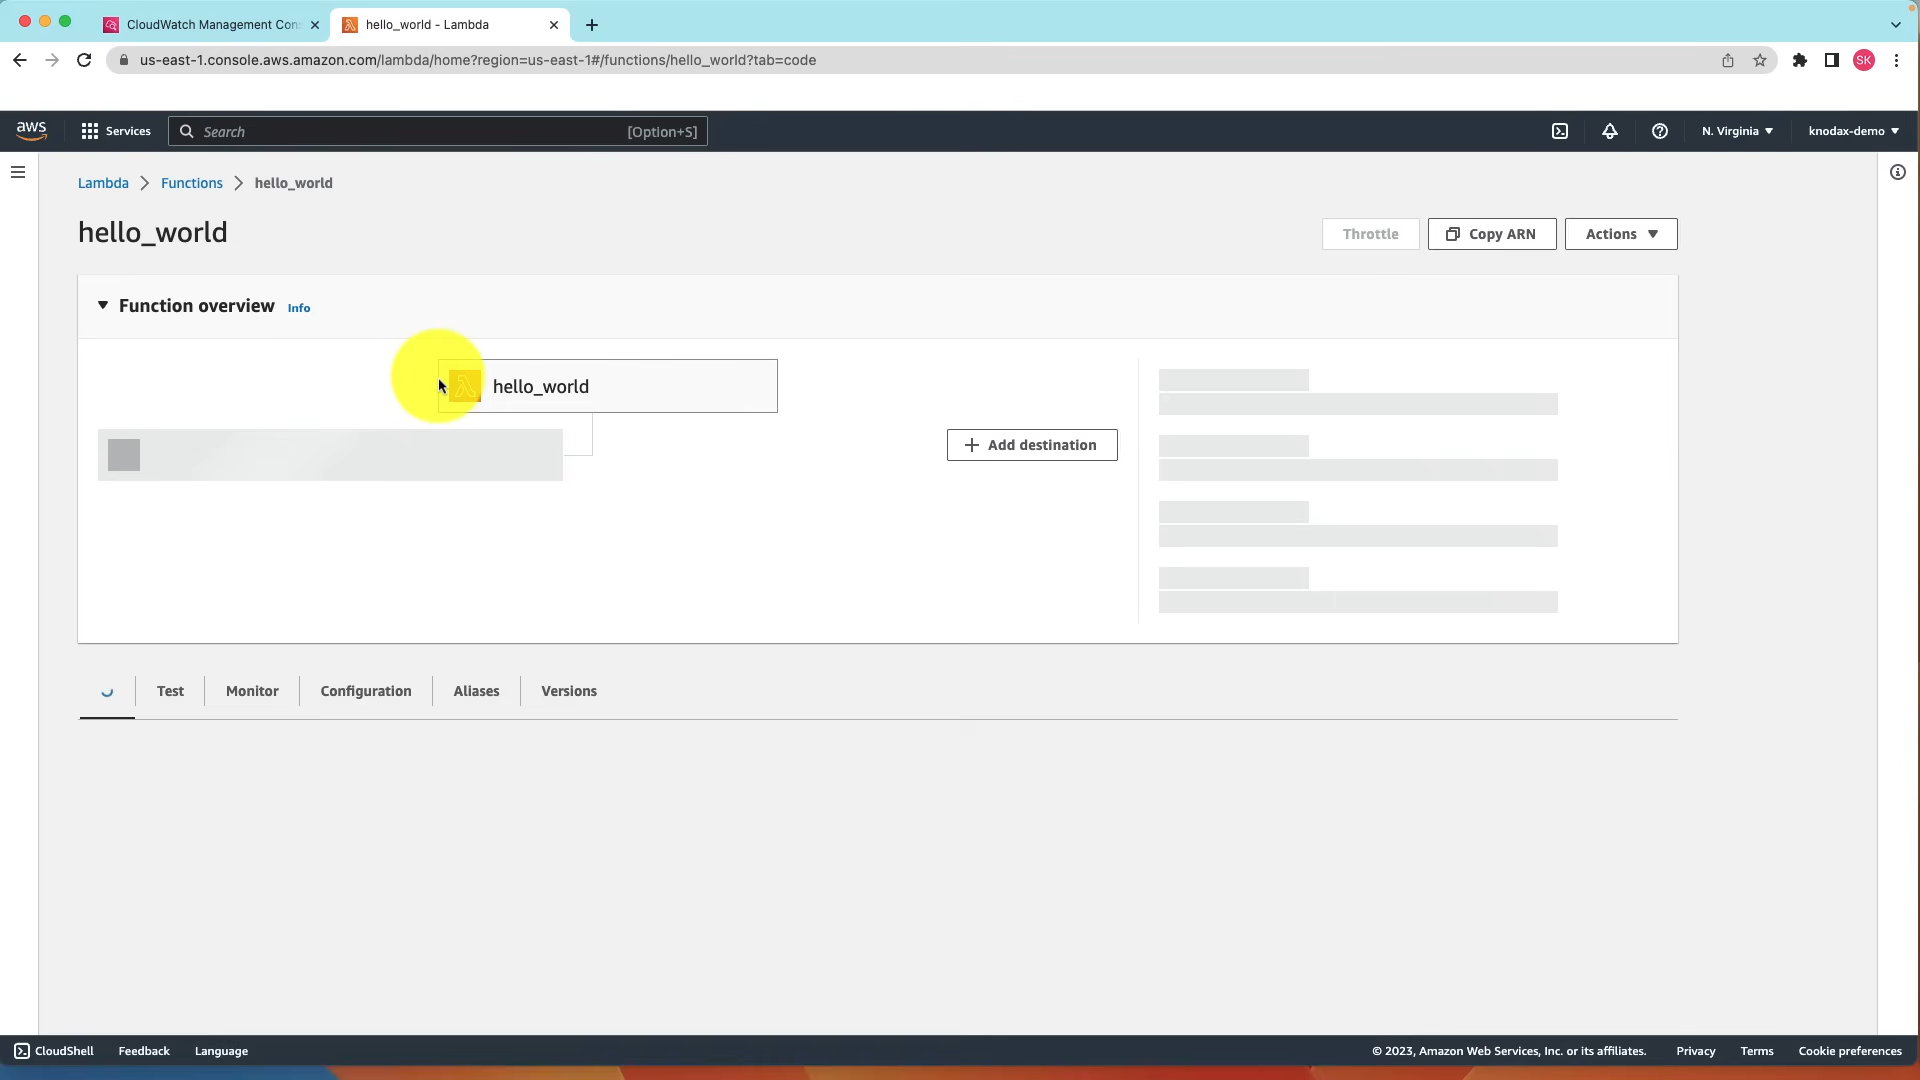 CloudWatch Management Con
hello_world - Lambda
us-east-1.console.aws.amazon.com/lambda/home?region=us-east-1#/functions/hello_world?tab=code
SK
aws
Services
Search
[Option+S]
N. Virginia
knodax-demo
Lambda
Functions
hello_world
hello_world
Throttle
Copy ARN
Actions
Function overview
Info
hello_world
Add destination
Test
Monitor
Configuration
Aliases
Versions
CloudShell
Feedback
Language
© 2023, Amazon Web Services, Inc. or its affiliates.
Privacy
Terms
Cookie preferences